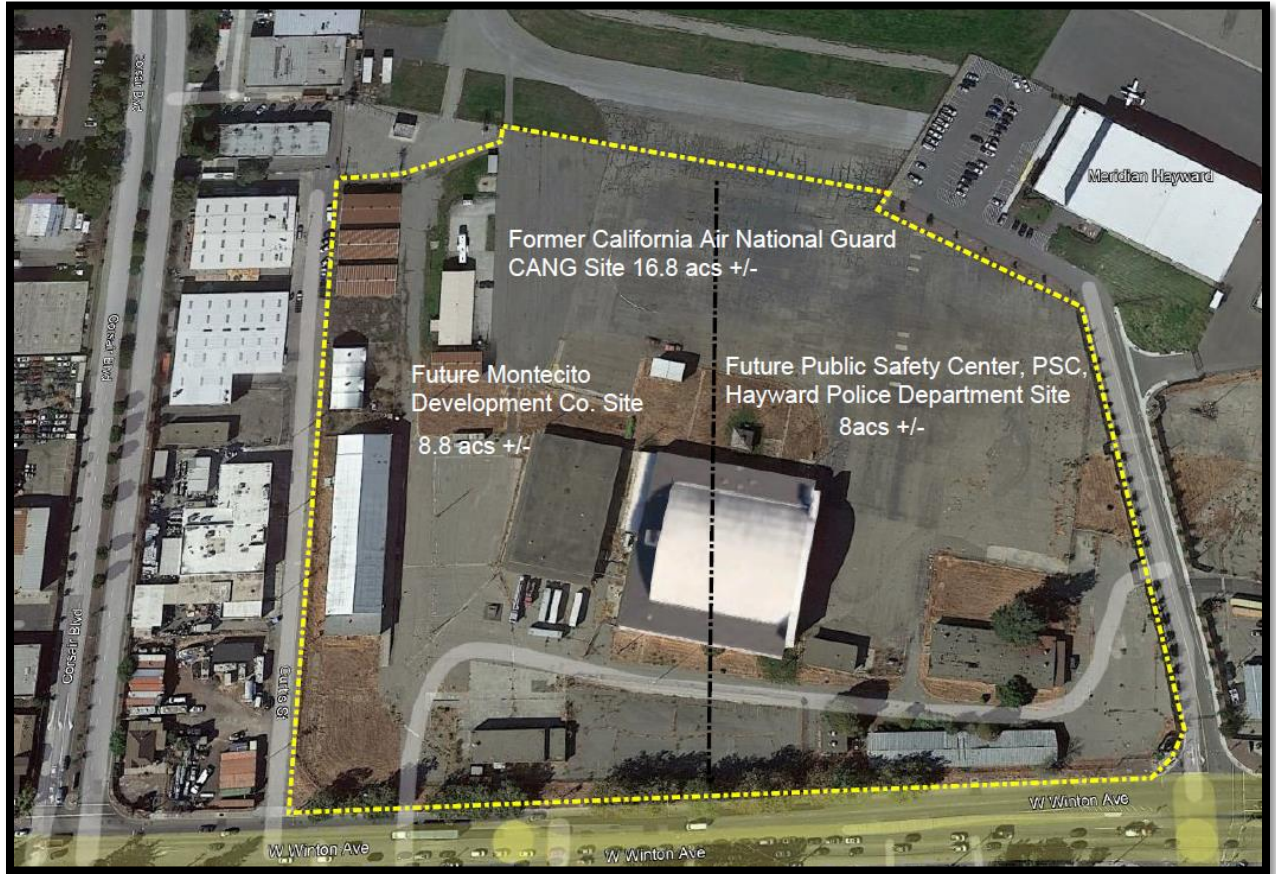 Corsair Blvd
Meridian Hayward
Former California Air National Guard
CANG Site 16.8 acs +/-
Corsair Blvd
Future Montecito
Development Co. Site
8.8 acs +/-
Future Public Safety Center, PSC,
Hayward Police Department Site
8acs +/-
Corsair Blvd
W Winton Ave
W Winton Ave
W Winton Ave